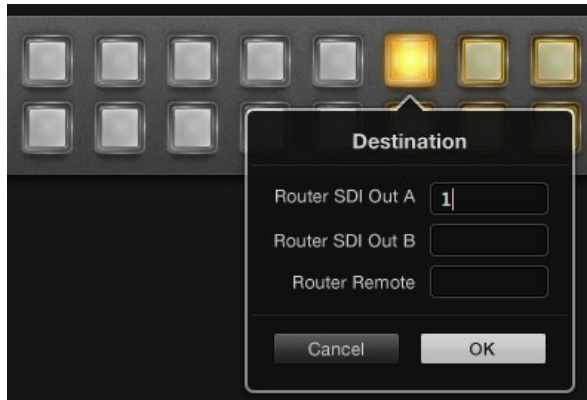 Destination
Router SDI Out A 1
Router SDI Out B
Router Remote
Cancel OK